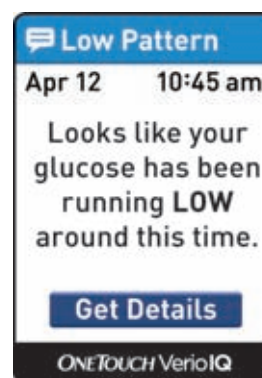 Low Pattern
Apr 12 10:45 am
Looks like your
glucose has been
running LOW
around this time.
Get Details
ONETOUCH VerioIQ